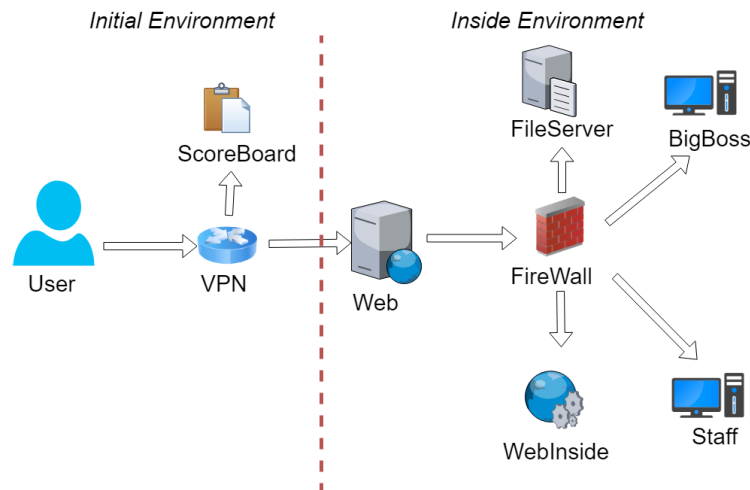 Initial Environment
Inside Environment
ScoreBoard
FileServer
BigBoss
User
VPN
Web
FireWall
WebInside
Staff